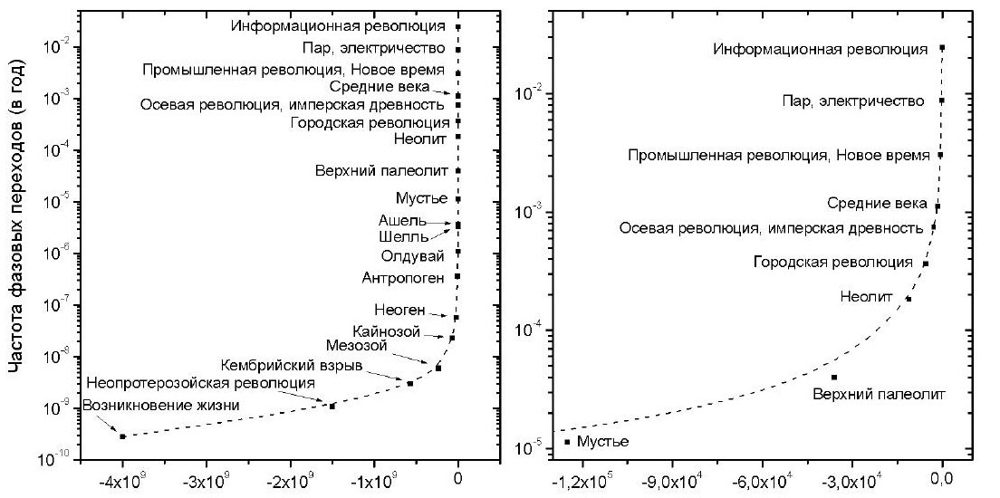 Частота фазовых переходов (в год)
10⁻²
10⁻³
10⁻⁴
10⁻⁵
10⁻⁶
10⁻⁷
10⁻⁸
10⁻⁹
10⁻¹⁰
Информационная революция
Пар, электричество
Промышленная революция, Новое время
Средние века
Осевая революция, имперская древность
Городская революция
Неолит
Верхний палеолит
Мустье
Ашель
Шелль
Олдувай
Антропоген
Неоген
Кайнозой
Мезозой
Кембрийский взрыв
Неопротерозойская революция
Возникновение жизни
-4x10⁹ -3x10⁹ -2x10⁹ -1x10⁹ 0
10⁻²
10⁻³
10⁻⁴
10⁻⁵
Информационная революция
Пар, электричество
Промышленная революция, Новое время
Средние века
Осевая революция, имперская древность
Городская революция
Неолит
Верхний палеолит
Мустье
-1,2x10⁵ -9,0x10⁴ -6,0x10⁴ -3,0x10⁴ 0,0